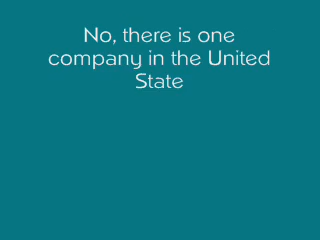 No, there is one
company in the United
State